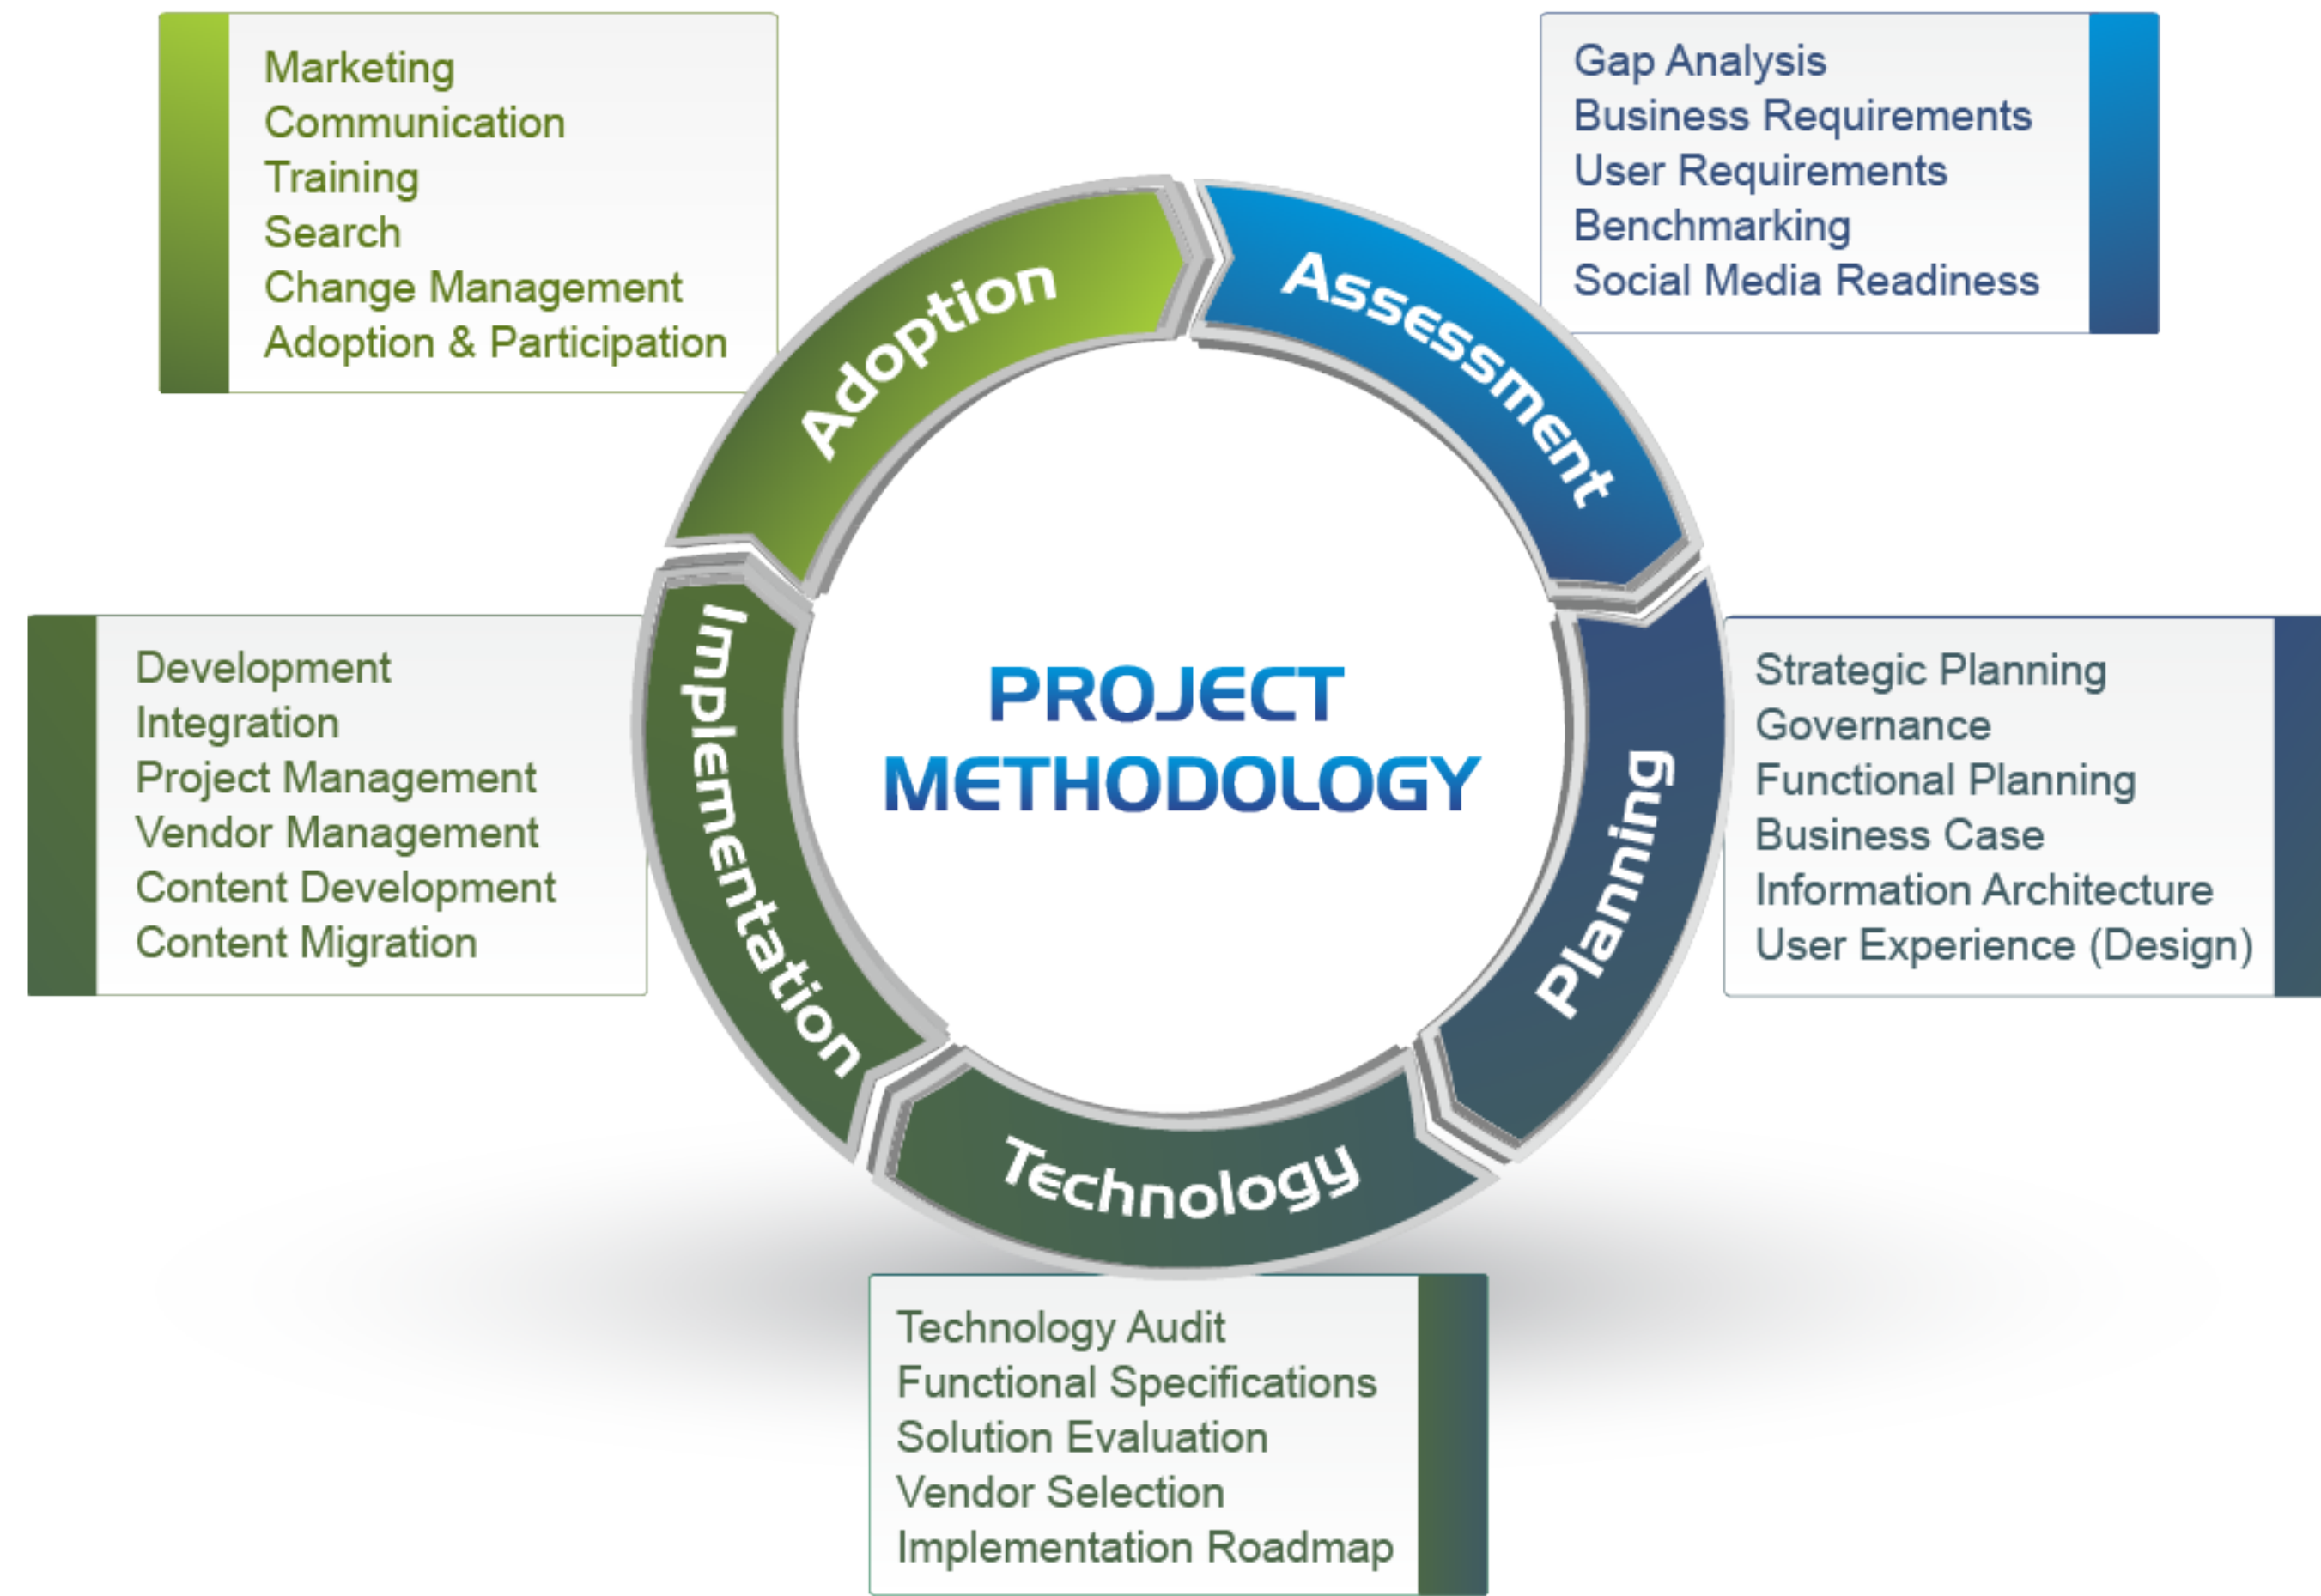 Marketing
Communication
Training
Search
Change Management
Adoption & Participation
Gap Analysis
Business Requirements
User Requirements
Benchmarking
Social Media Readiness
Adoption
Assessment
PROJECT
METHODOLOGY
Implementation
Planning
Technology
Development
Integration
Project Management
Vendor Management
Content Development
Content Migration
Strategic Planning
Governance
Functional Planning
Business Case
Information Architecture
User Experience (Design)
Technology Audit
Functional Specifications
Solution Evaluation
Vendor Selection
Implementation Roadmap